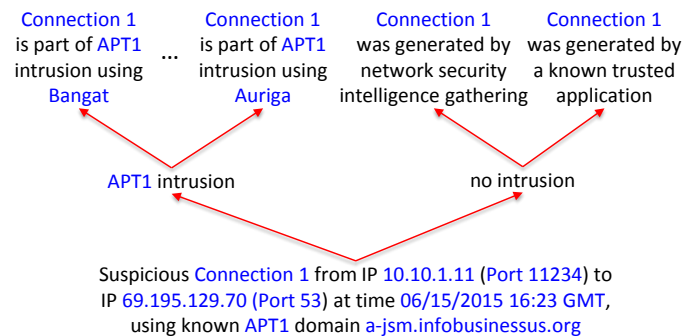 Connection 1
is part of APT1
intrusion using
Bangat
...
Connection 1
is part of APT1
intrusion using
Auriga
Connection 1
was generated by
network security
intelligence gathering
Connection 1
was generated by
a known trusted
application
APT1 intrusion
no intrusion
Suspicious Connection 1 from IP 10.10.1.11 (Port 11234) to
IP 69.195.129.70 (Port 53) at time 06/15/2015 16:23 GMT,
using known APT1 domain a-jsm.infobusinessus.org